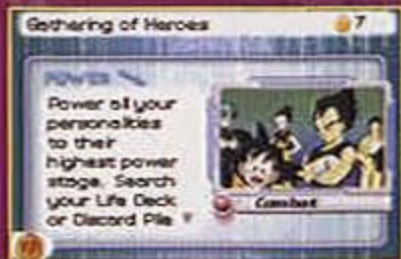 Gathering of Heroes
7
POWER
Power all your
personalities
to their
highest power
stage. Search
your Life Deck
or Discard Pile
Combat